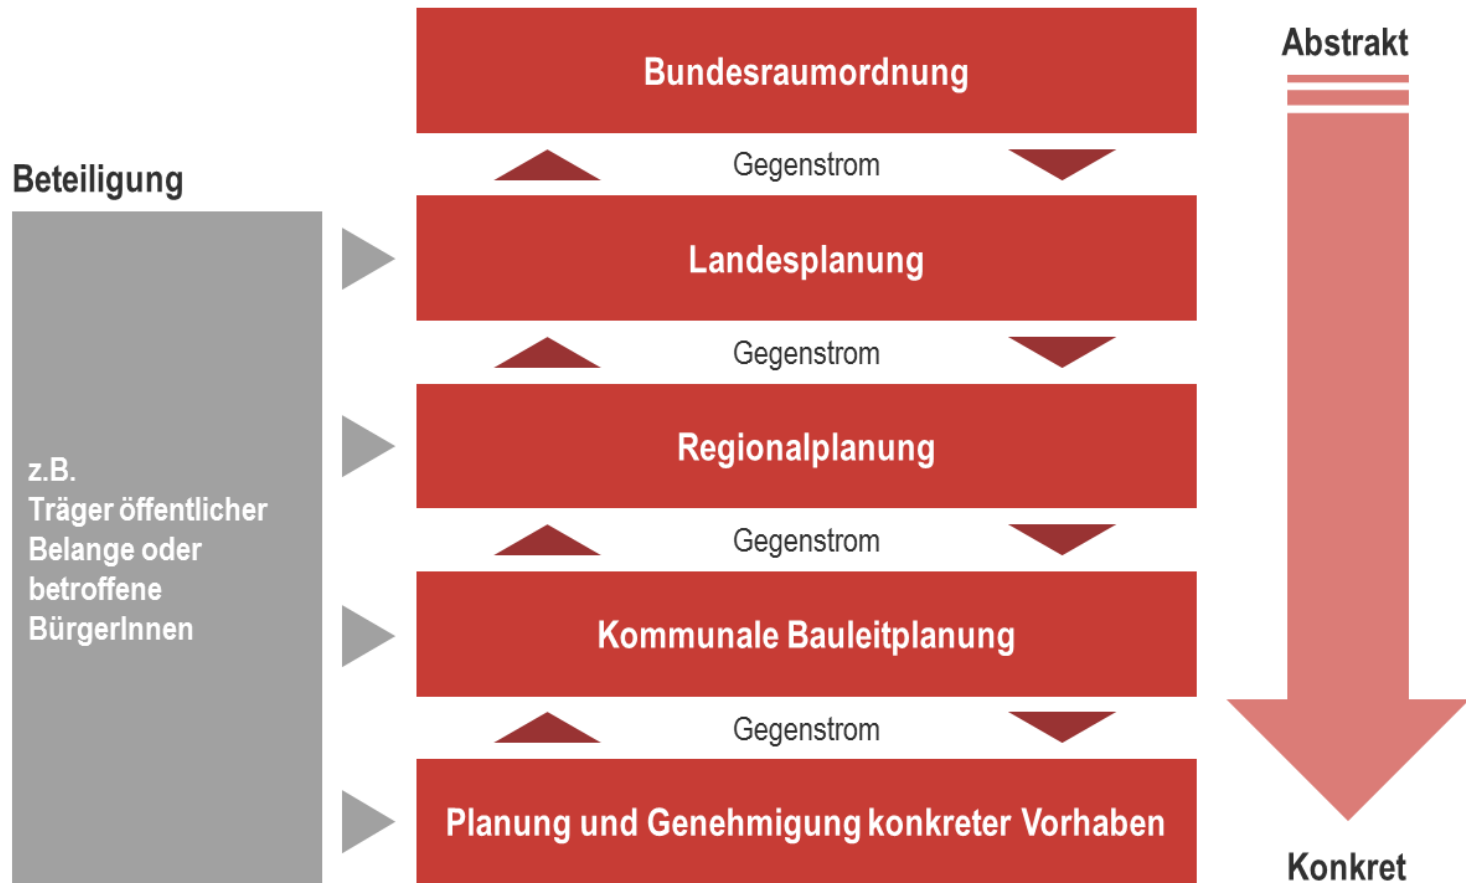 Abstrakt
Bundesraumordnung
Gegenstrom
Beteiligung
Landesplanung
Gegenstrom
Regionalplanung
z.B.
Träger öffentlicher
Belange oder
betroffene
BürgerInnen
Gegenstrom
Kommunale Bauleitplanung
Gegenstrom
Planung und Genehmigung konkreter Vorhaben
Konkret